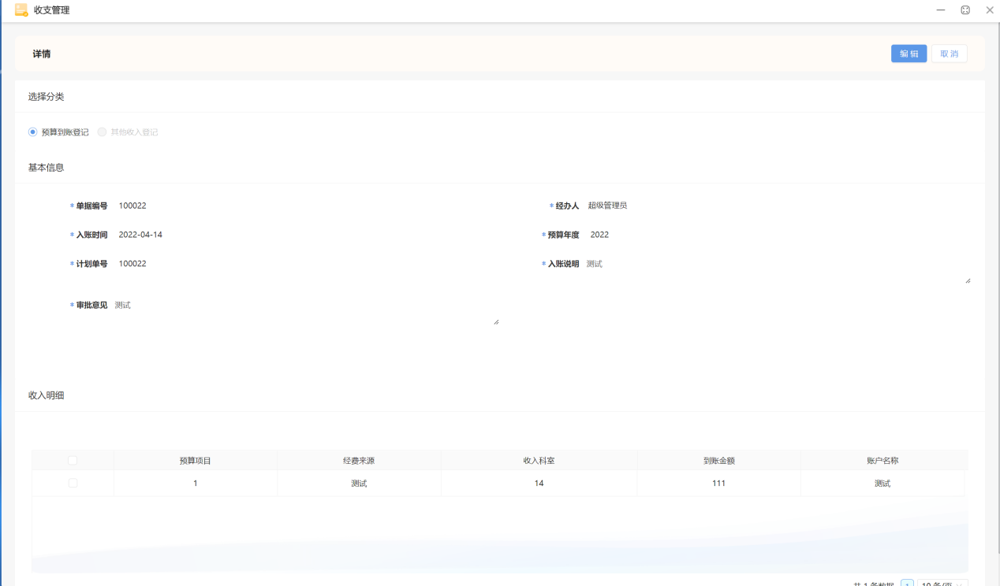 收支管理
详情 编辑 取消
选择分类
预算到账登记 其他收入登记
基本信息
*单据编号 100022 *经办人 超级管理员
*入账时间 2022-04-14 *预算年度 2022
*计划单号 100022 *入账说明 测试
*审批意见 测试
收入明细
预算项目 经费来源 收入科室 到账金额 账户名称
1 测试 14 111 测试
共 1 条数据 1 10 条/页